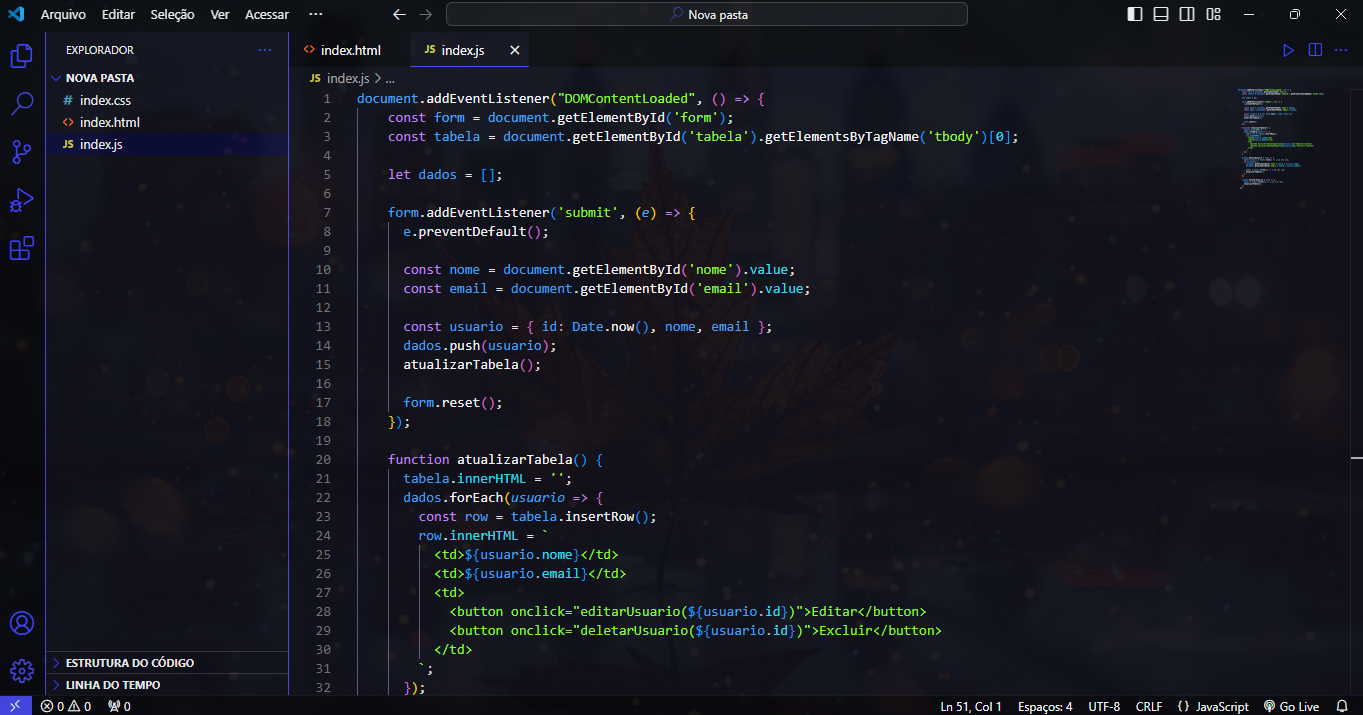 Arquivo Editar Seleção Ver Acessar ···
Nova pasta
EXPLORADOR
NOVA PASTA
# index.css
<> index.html
JS index.js
ESTRUTURA DO CÓDIGO
LINHA DO TEMPO
<> index.html JS index.js
JS index.js > ...
1 document.addEventListener("DOMContentLoaded", () => {
2 const form = document.getElementById('form');
3 const tabela = document.getElementById('tabela').getElementsByTagName('tbody')[0];
4
5 let dados = [];
6
7 form.addEventListener('submit', (e) => {
8 e.preventDefault();
9
10 const nome = document.getElementById('nome').value;
11 const email = document.getElementById('email').value;
12
13 const usuario = { id: Date.now(), nome, email };
14 dados.push(usuario);
15 atualizarTabela();
16
17 form.reset();
18 });
19
20 function atualizarTabela() {
21 tabela.innerHTML = '';
22 dados.forEach(usuario => {
23 const row = tabela.insertRow();
24 row.innerHTML = `
25 <td>${usuario.nome}</td>
26 <td>${usuario.email}</td>
27 <td>
28 <button onclick="editarUsuario(${usuario.id})">Editar</button>
29 <button onclick="deletarUsuario(${usuario.id})">Excluir</button>
30 </td>
31 `;
32 });
0 0 0 Ln 51, Col 1 Espaços: 4 UTF-8 CRLF {} JavaScript Go Live